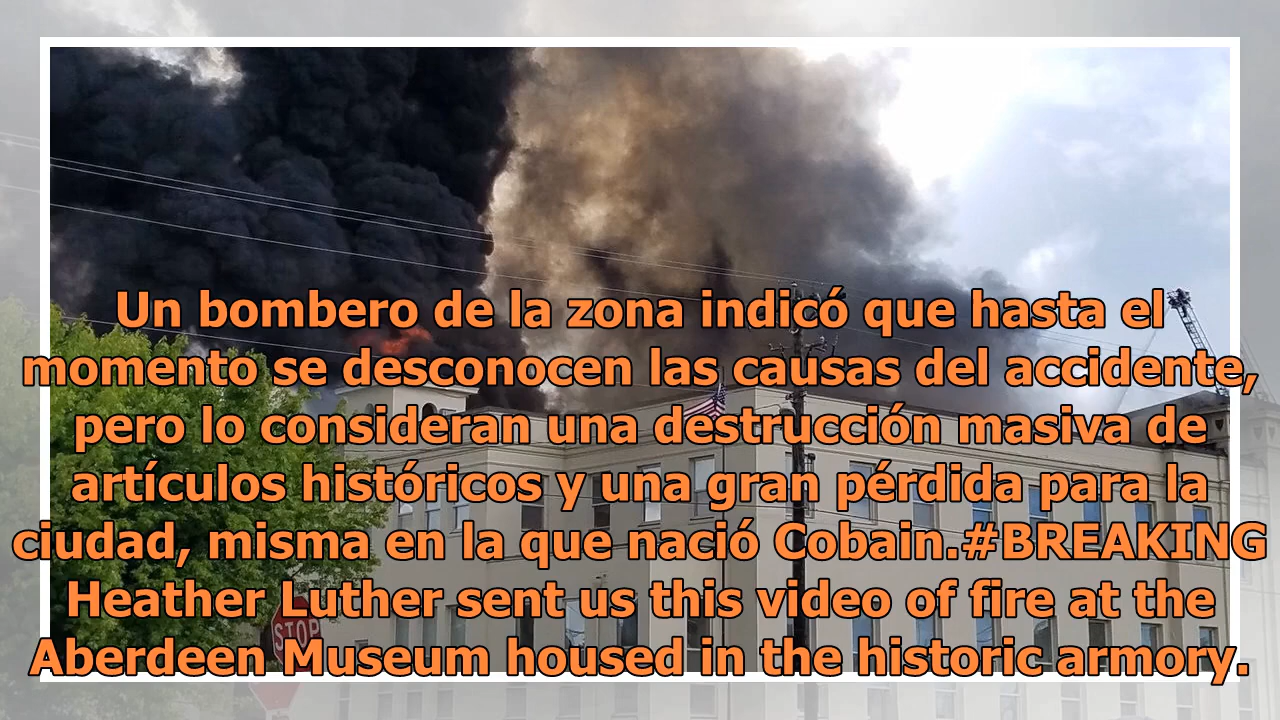 Un bombero de la zona indicó que hasta el
momento se desconocen las causas del accidente,
pero lo consideran una destrucción masiva de
artículos históricos y una gran pérdida para la
ciudad, misma en la que nació Cobain.#BREAKING
Heather Luther sent us this video of fire at the
Aberdeen Museum housed in the historic armory.
STOP